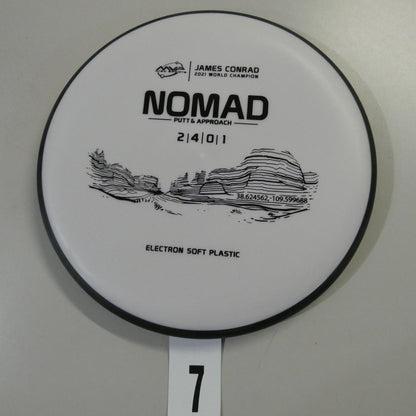 JAMES CONRAD
2021 WORLD CHAMPION
NOMAD
PUTT & APPROACH
2|4|0|1
38.624562,-109.599688
ELECTRON SOFT PLASTIC
7